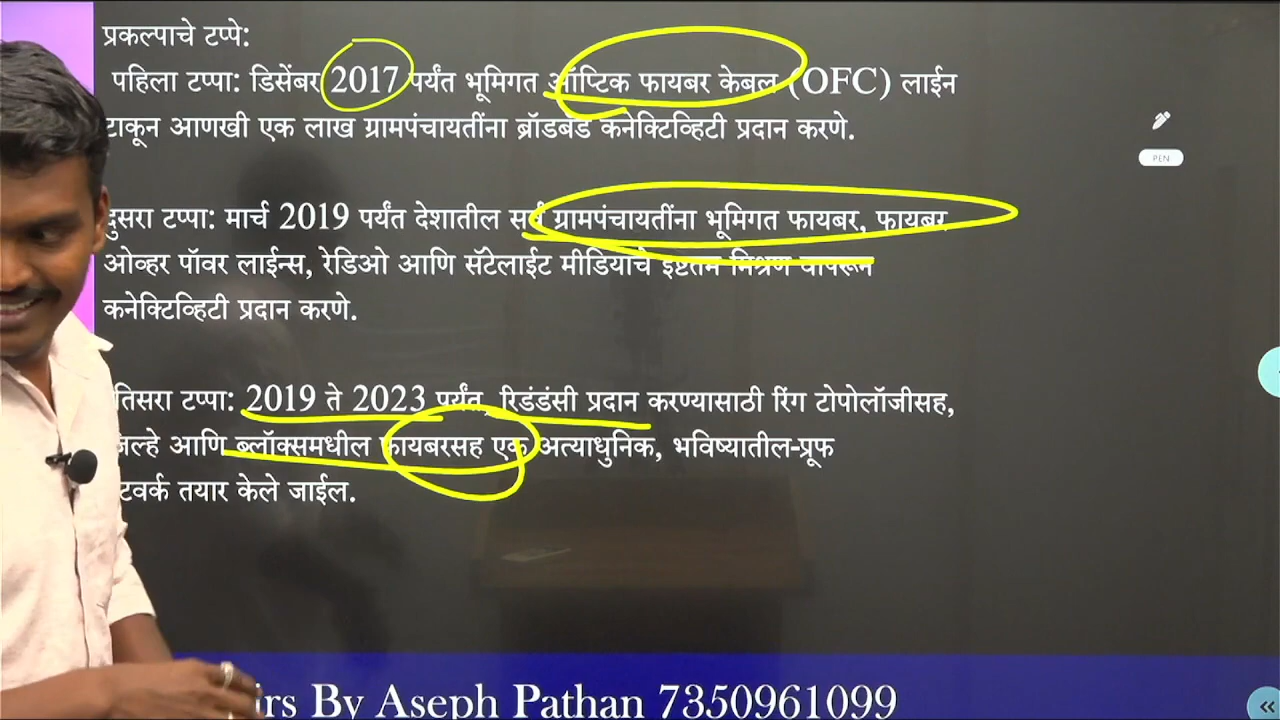 प्रकल्पाचे टप्पे:
पहिला टप्पा: डिसेंबर 2017 पर्यंत भूमिगत ऑप्टिक फायबर केबल (OFC) लाईन
टाकून आणखी एक लाख ग्रामपंचायतींना ब्रॉडबँड कनेक्टिव्हिटी प्रदान करणे.
PEN
दुसरा टप्पा: मार्च 2019 पर्यंत देशातील सर्व ग्रामपंचायतींना भूमिगत फायबर, फायबर
ओव्हर पॉवर लाईन्स, रेडिओ आणि सॅटेलाईट मीडियाचे इष्टतम मिश्रण वापरून
कनेक्टिव्हिटी प्रदान करणे.
तिसरा टप्पा: 2019 ते 2023 पर्यंत, रिडंडंसी प्रदान करण्यासाठी रिंग टोपोलॉजीसह,
आणि ब्लॉक्समधील फायबरसह एक अत्याधुनिक, भविष्यातील-प्रूफ
तयार केले जाईल.
By Aseph Pathan 7350961099